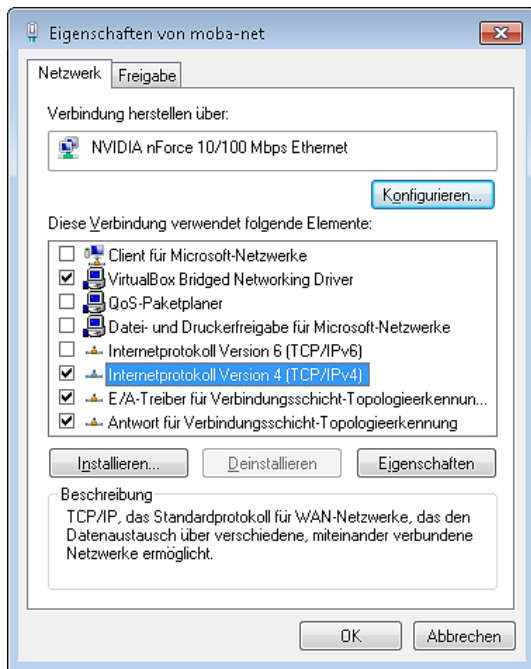 Eigenschaften von moba-net
Netzwerk Freigabe
Verbindung herstellen über:
NVIDIA nForce 10/100 Mbps Ethernet
Konfigurieren...
Diese Verbindung verwendet folgende Elemente:
Client für Microsoft-Netzwerke
VirtualBox Bridged Networking Driver
QoS-Paketplaner
Datei- und Druckerfreigabe für Microsoft-Netzwerke
Internetprotokoll Version 6 (TCP/IPv6)
Internetprotokoll Version 4 (TCP/IPv4)
E/A-Treiber für Verbindungsschicht-Topologieerkennun...
Antwort für Verbindungsschicht-Topologieerkennung
Installieren... Deinstallieren Eigenschaften
Beschreibung
TCP/IP, das Standardprotokoll für WAN-Netzwerke, das den
Datenaustausch über verschiedene, miteinander verbundene
Netzwerke ermöglicht.
OK Abbrechen